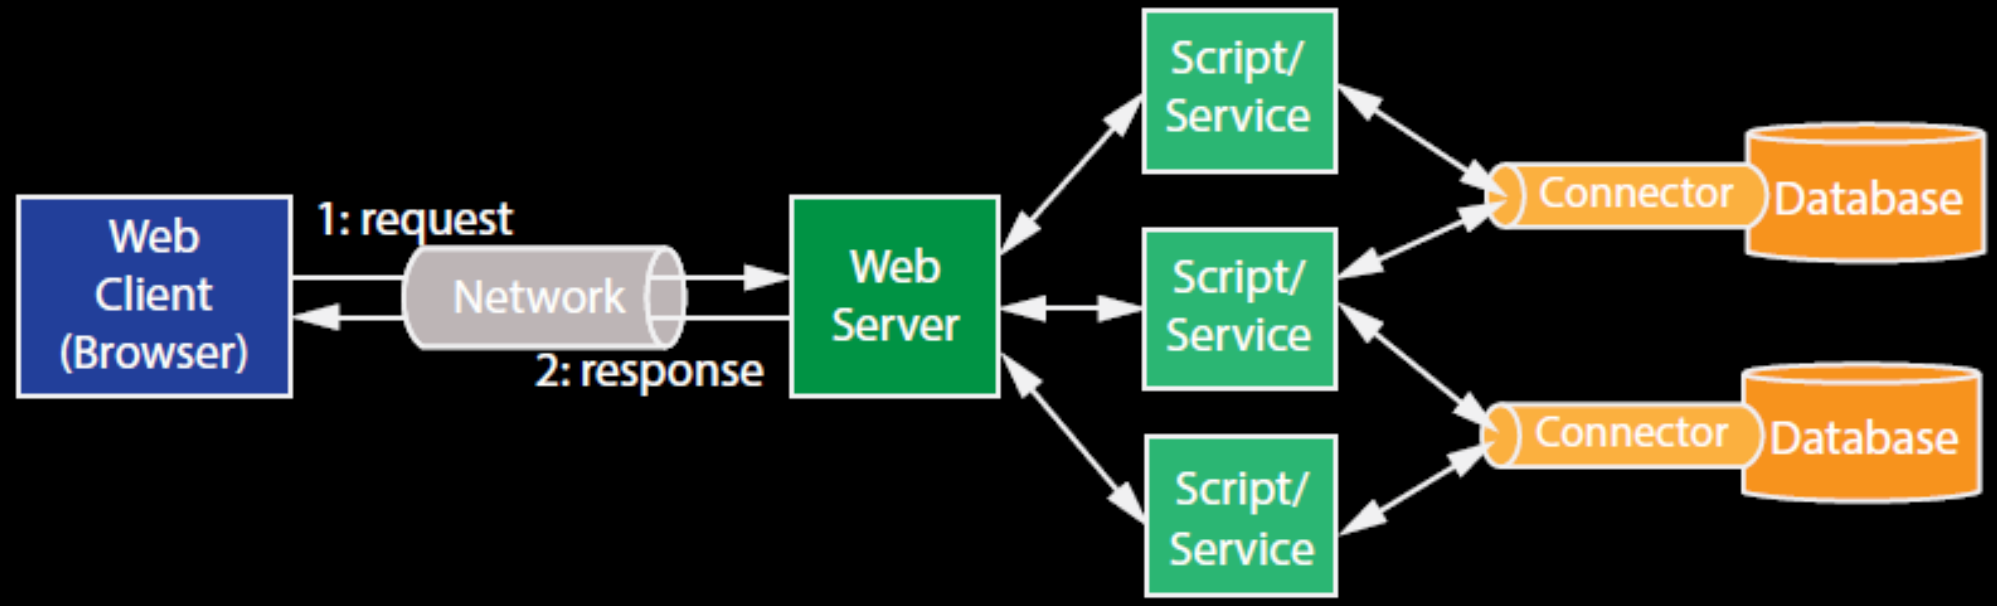 Web
Client
(Browser)
1: request
Network
2: response
Web
Server
Script/
Service
Script/
Service
Script/
Service
Connector
Database
Connector
Database